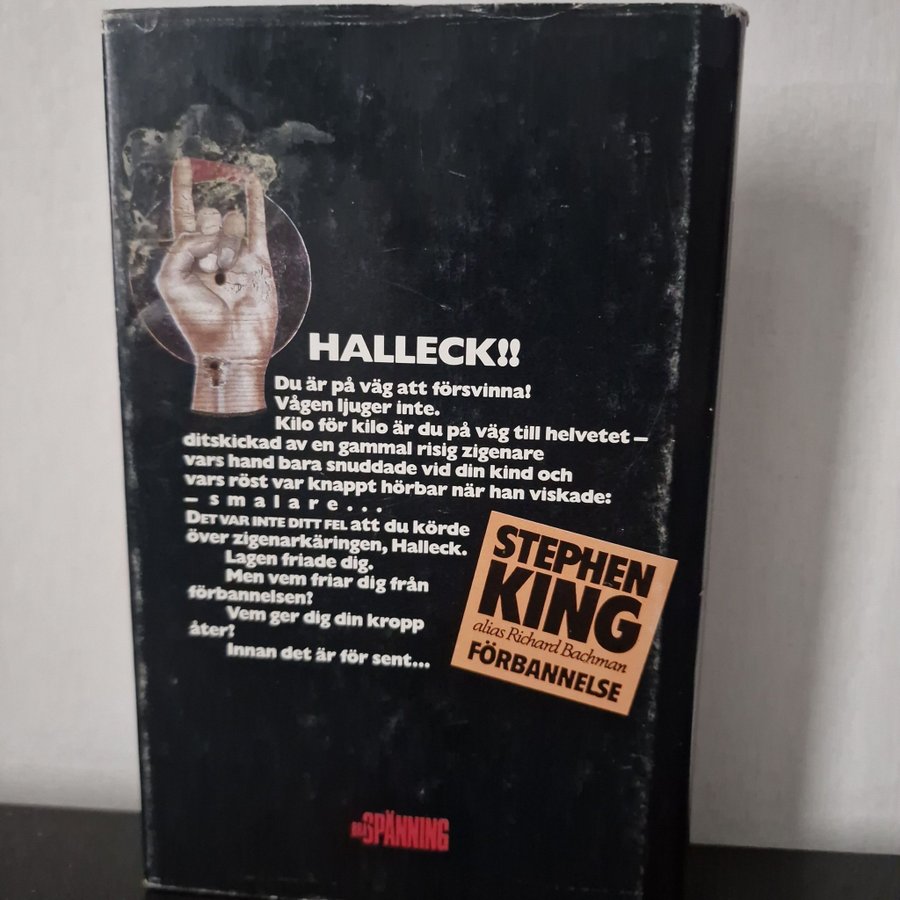 HALLECK!!
Du är på väg att försvinna!
Vågen ljuger inte.
Kilo för kilo är du på väg till helvetet –
ditskickad av en gammal risig zigenare
vars hand bara snuddade vid din kind och
vars röst var knappt hörbar när han viskade:
– s m a l a r e . . .
DET VAR INTE DITT FEL att du körde
över zigenarkäringen, Halleck.
Lagen friade dig.
Men vem friar dig från
förbannelsen?
Vem ger dig din kropp
åter?
Innan det är för sent...
STEPHEN
KING
alias Richard Bachman
FÖRBANNELSE
BRA SPÄNNING